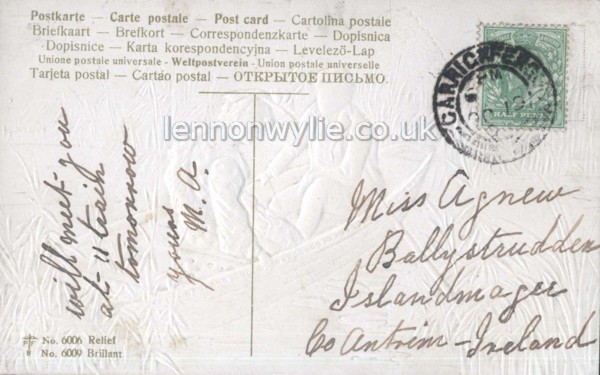 Postkarte — Carte postale — Post card — Cartolina postale
Briefkaart — Brefkort — Correspondenzkarte — Dopisnica
Dopisnice — Karta korespondencyjna — Levelező-Lap
Unione postale universale - Weltpostverein - Union postale universelle
Tarjeta postal — Cartáo postal — ОТКРЫТОЕ ПИСЬМО.
lennonwylie.co.uk
CARRICKFERGUS
HALF PENNY
will meet you
at 11 train
tomorrow
yours
M. A.
Miss Agnew
Ballystrudden
Islandmagee
Co Antrim - Ireland
No. 6006 Relief
No. 6009 Brillant.